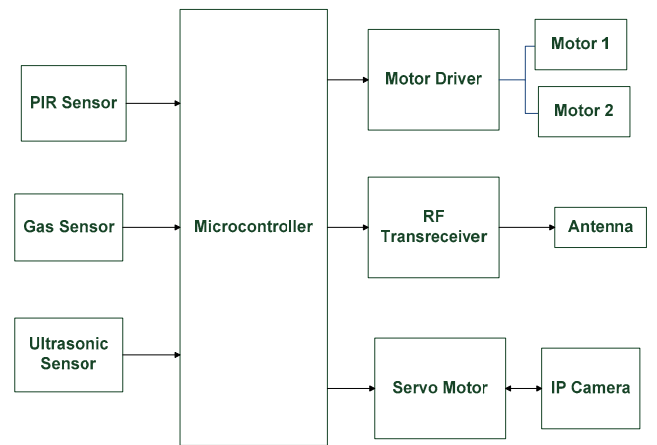 PIR Sensor
Gas Sensor
Ultrasonic
Sensor
Microcontroller
Motor Driver
Motor 1
Motor 2
RF
Transreceiver
Antenna
Servo Motor
IP Camera